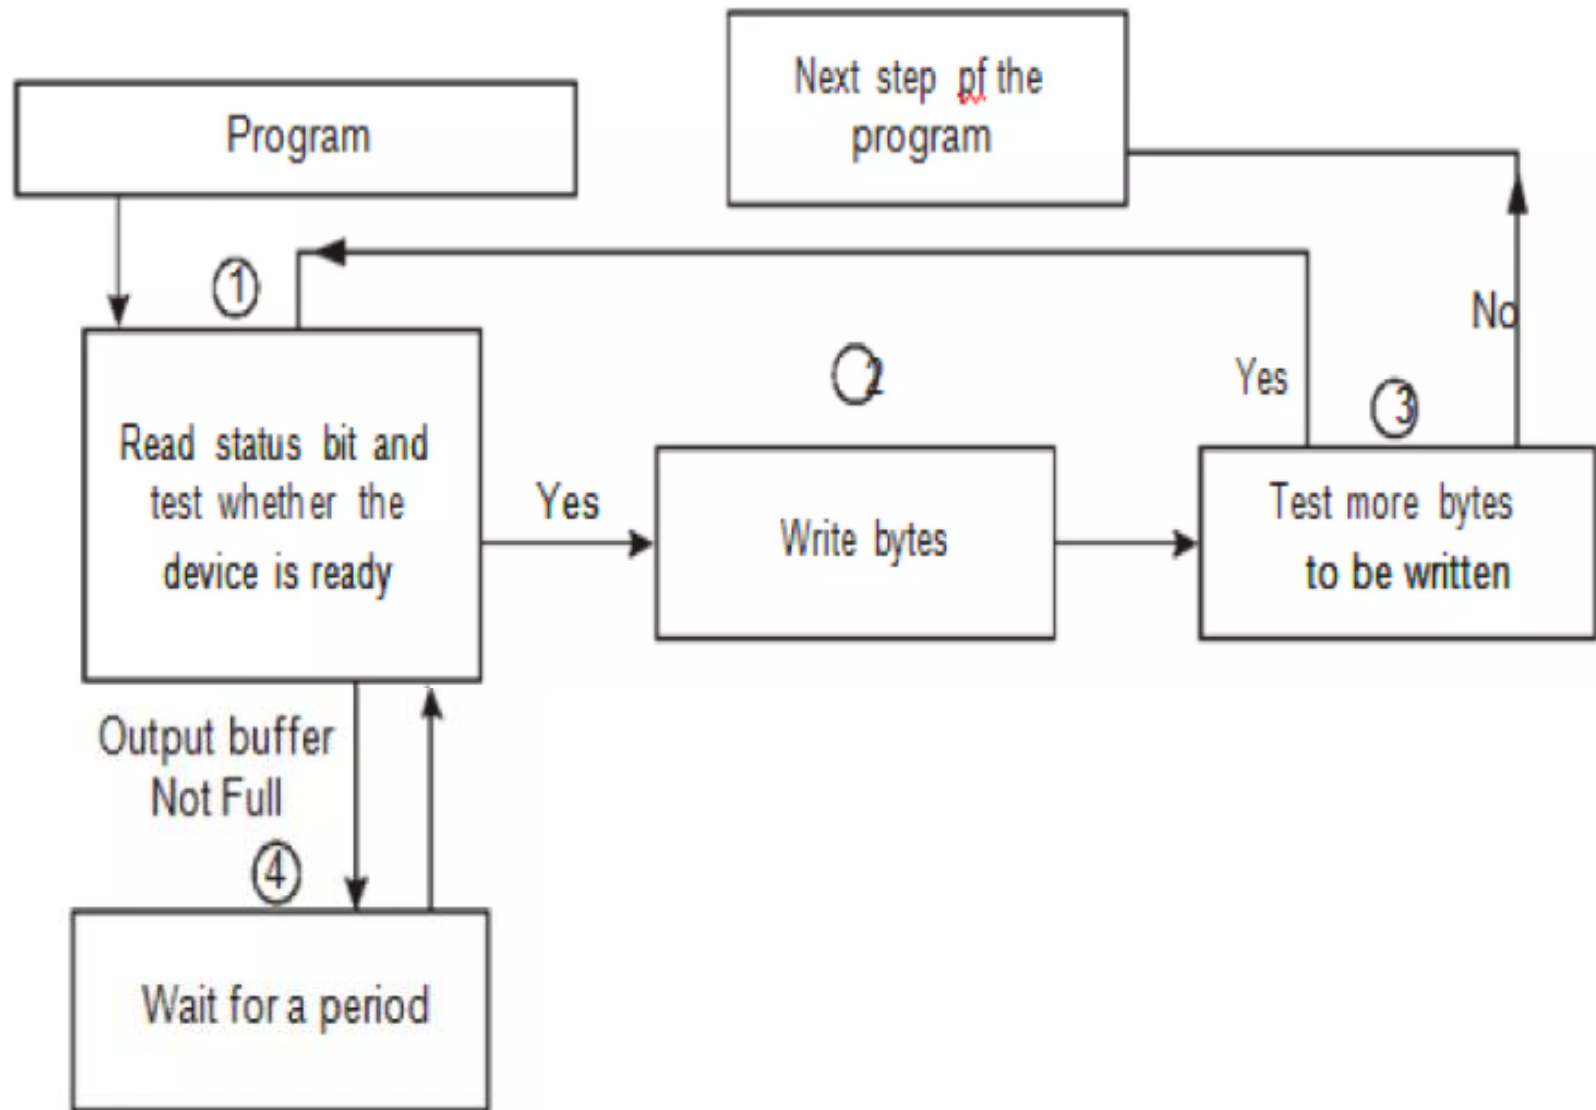 Next step pf the
program
Program
1
2
No
Yes
3
Read status bit and
test whether the
device is ready
Yes
Write bytes
Test more bytes
to be written
Output buffer
Not Full
4
Wait for a period